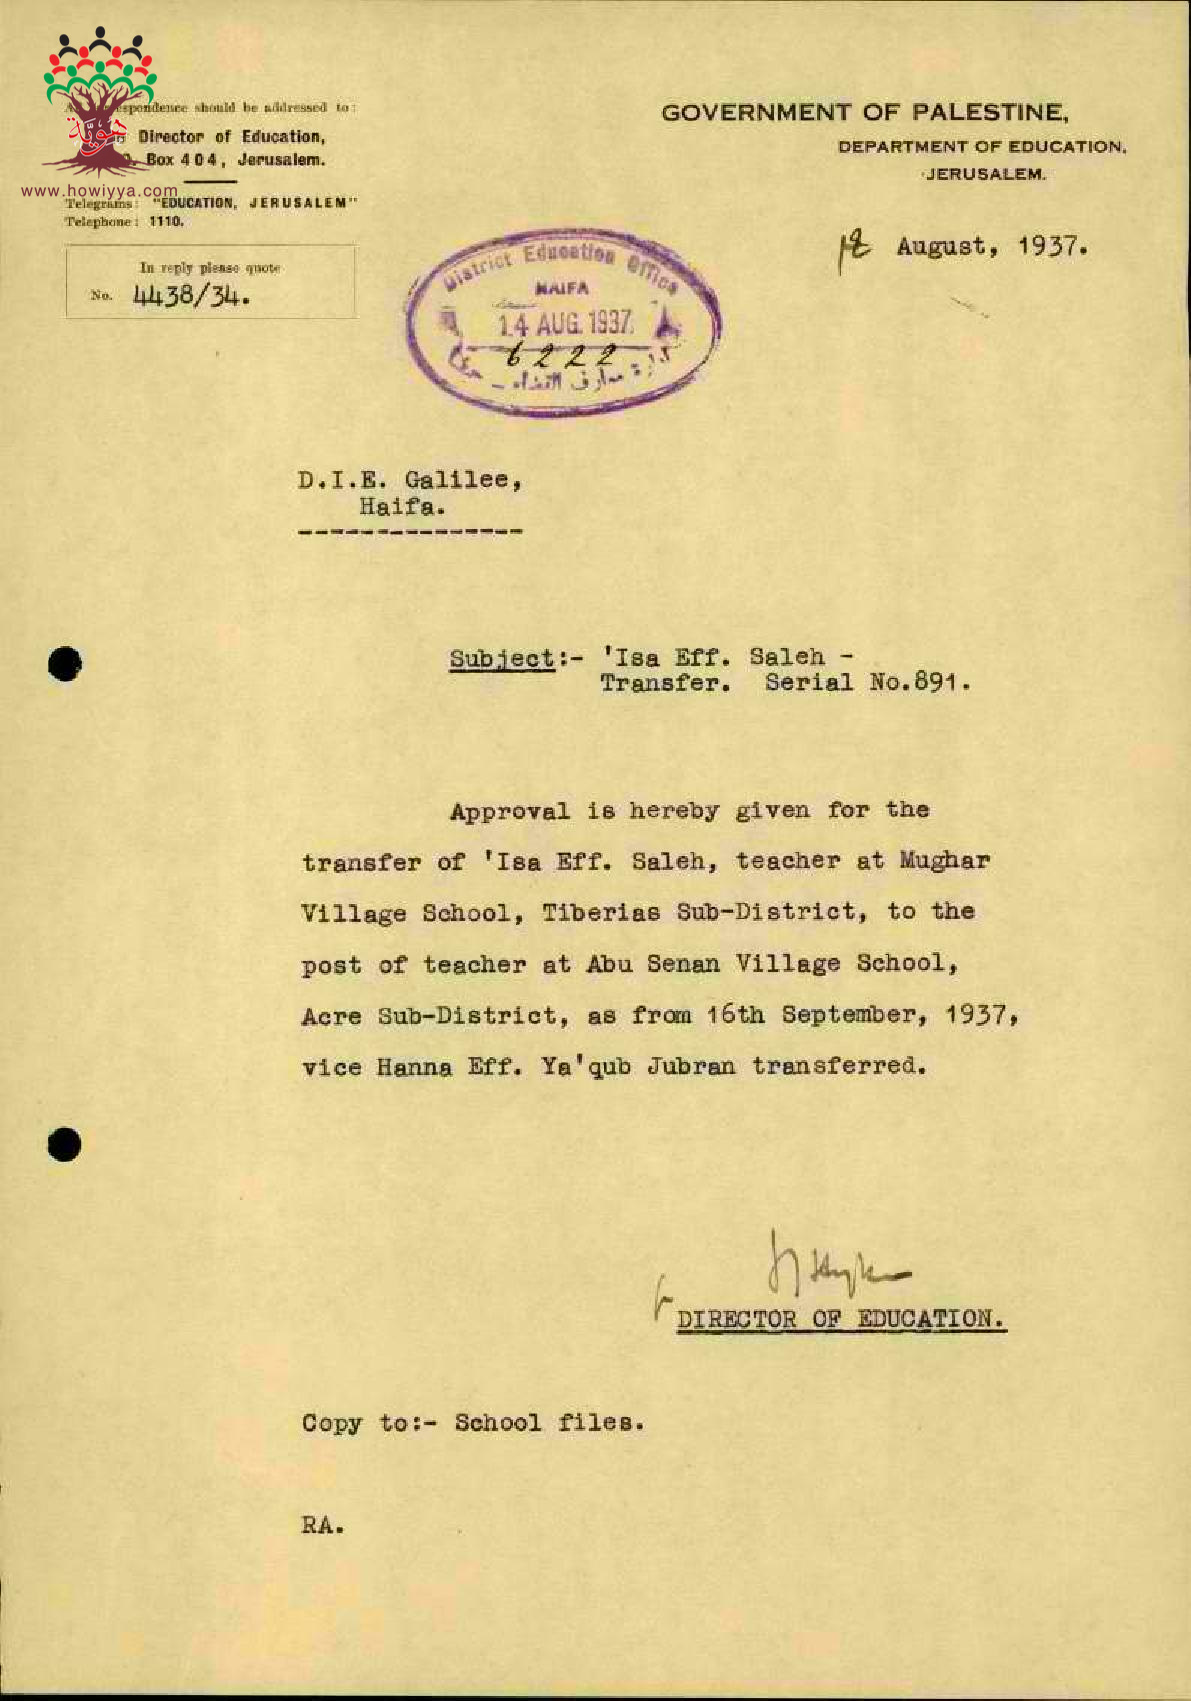 حويّة
www.howiyya.com
espondence should be addressed to:
Director of Education,
Box 404, Jerusalem.
Telegrams: "EDUCATION, JERUSALEM"
Telephone: 1110.
In reply please quote
No. 4438/34.
GOVERNMENT OF PALESTINE,
DEPARTMENT OF EDUCATION,
JERUSALEM.
12 August, 1937.
District Education Office
HAIFA
14 AUG. 1937
6222
D.I.E. Galilee,
Haifa.
Subject:- 'Isa Eff. Saleh -
Transfer. Serial No.891.
Approval is hereby given for the
transfer of 'Isa Eff. Saleh, teacher at Mughar
Village School, Tiberias Sub-District, to the
post of teacher at Abu Senan Village School,
Acre Sub-District, as from 16th September, 1937,
vice Hanna Eff. Ya'qub Jubran transferred.
DIRECTOR OF EDUCATION.
Copy to:- School files.
RA.